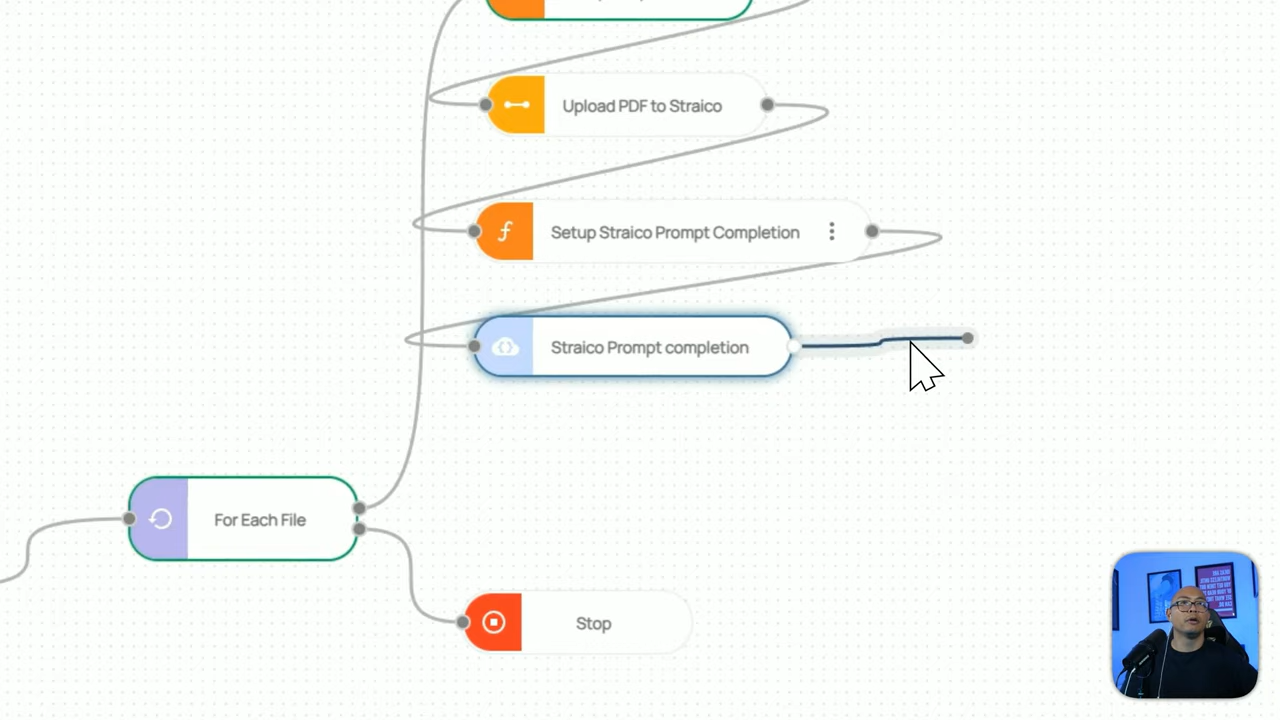 Upload PDF to Straico
Setup Straico Prompt Completion
Straico Prompt completion
For Each File
Stop